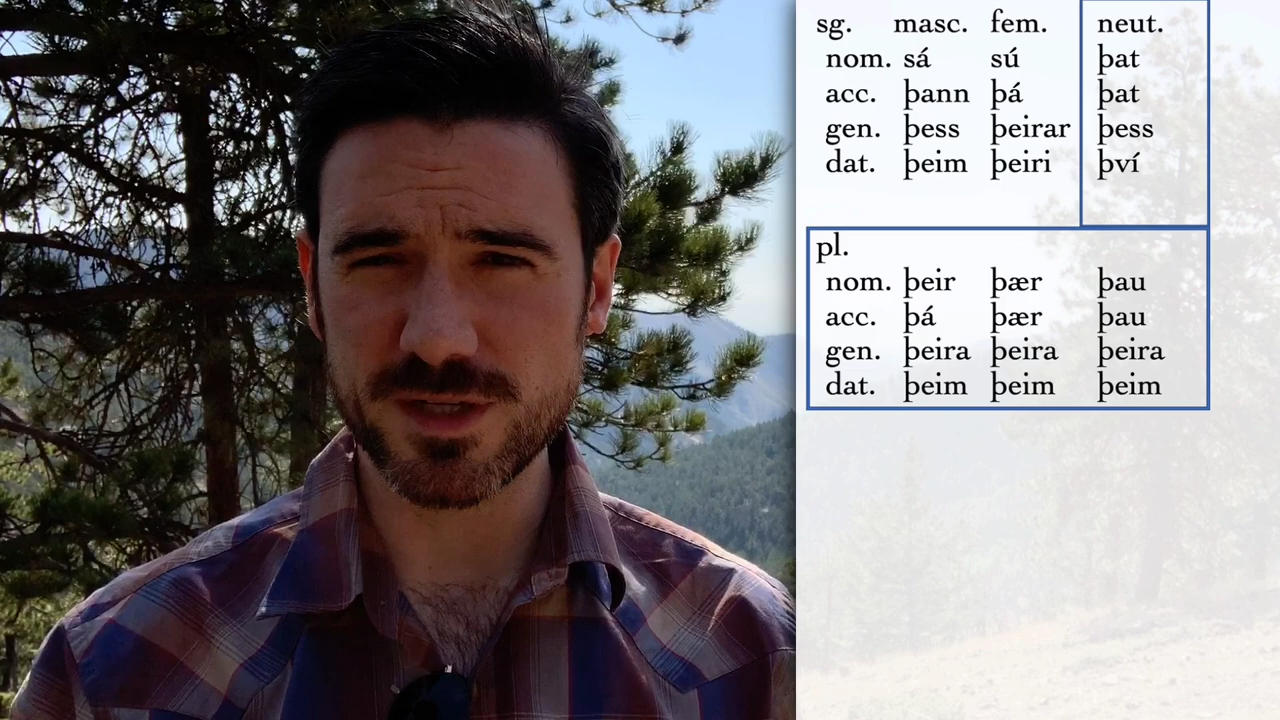 sg. masc. fem. neut.
nom. sá sú þat
acc. þann þá þat
gen. þess þeirar þess
dat. þeim þeiri því
pl.
nom. þeir þær þau
acc. þá þær þau
gen. þeira þeira þeira
dat. þeim þeim þeim